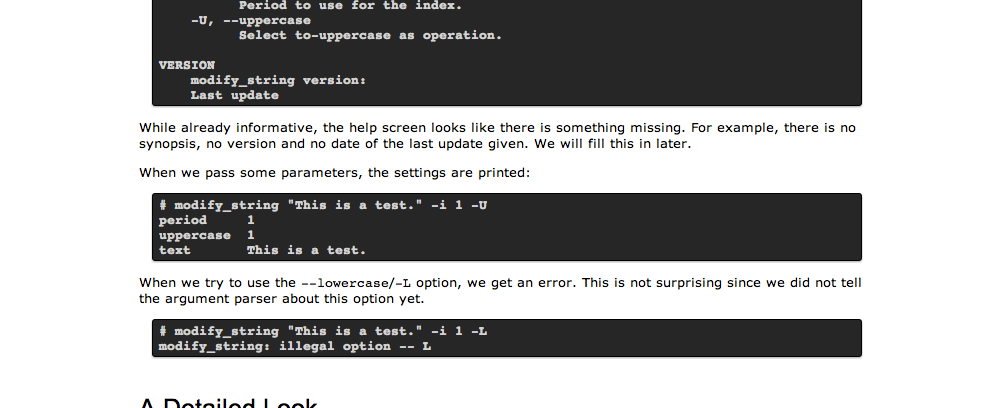 Period to use for the index.
-U, --uppercase
Select to-uppercase as operation.
VERSION
modify_string version:
Last update
While already informative, the help screen looks like there is something missing. For example, there is no
synopsis, no version and no date of the last update given. We will fill this in later.
When we pass some parameters, the settings are printed:
# modify_string "This is a test." -i 1 -U
period 1
uppercase 1
text This is a test.
When we try to use the --lowercase/-L option, we get an error. This is not surprising since we did not tell
the argument parser about this option yet.
# modify_string "This is a test." -i 1 -L
modify_string: illegal option -- L
A Detailed Look